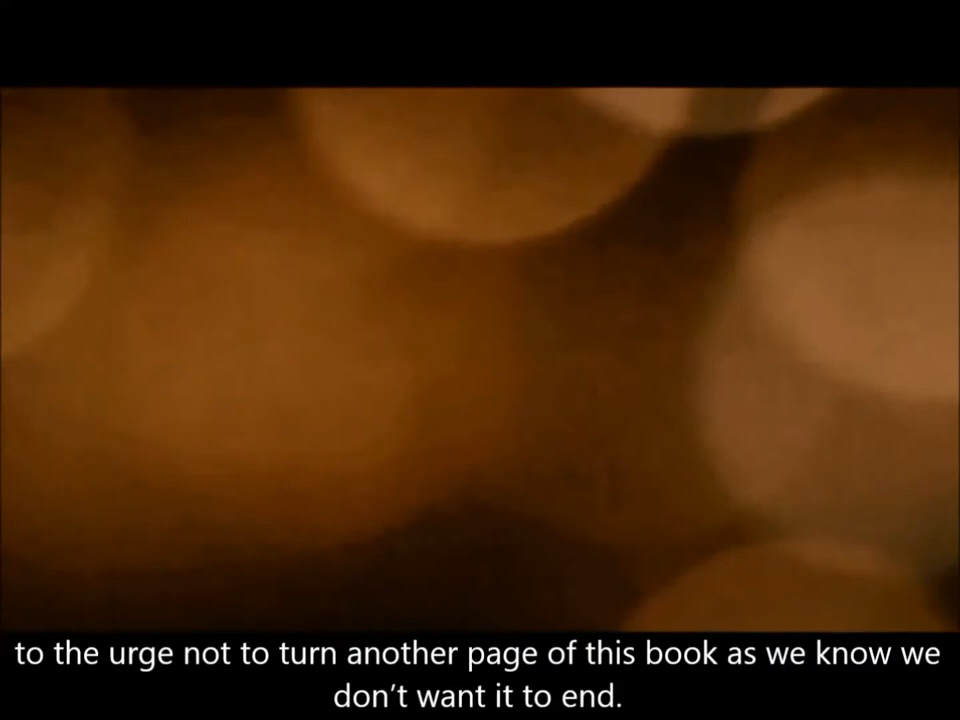 to the urge not to turn another page of this book as we know we
don’t want it to end.